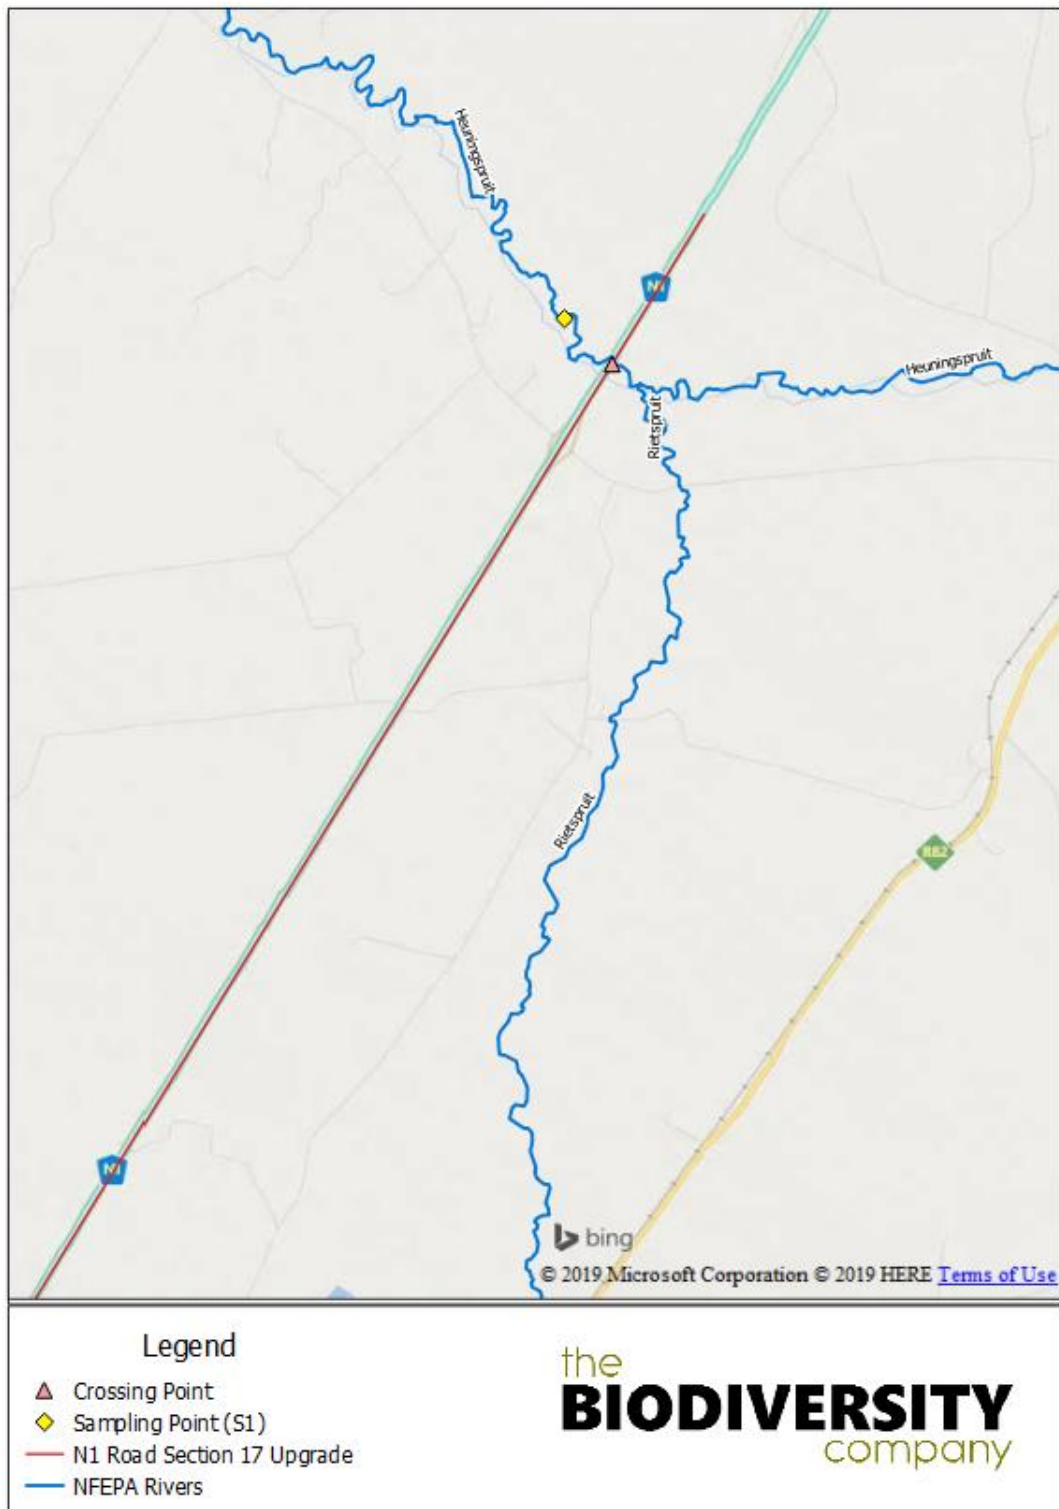 Heuningspruit
N1
Heuningspruit
Rietspruit
Rietspruit
R82
N1
bing
© 2019 Microsoft Corporation © 2019 HERE Terms of Use
Legend
Crossing Point
Sampling Point (S1)
N1 Road Section 17 Upgrade
NFEPA Rivers
the
BIODIVERSITY
company